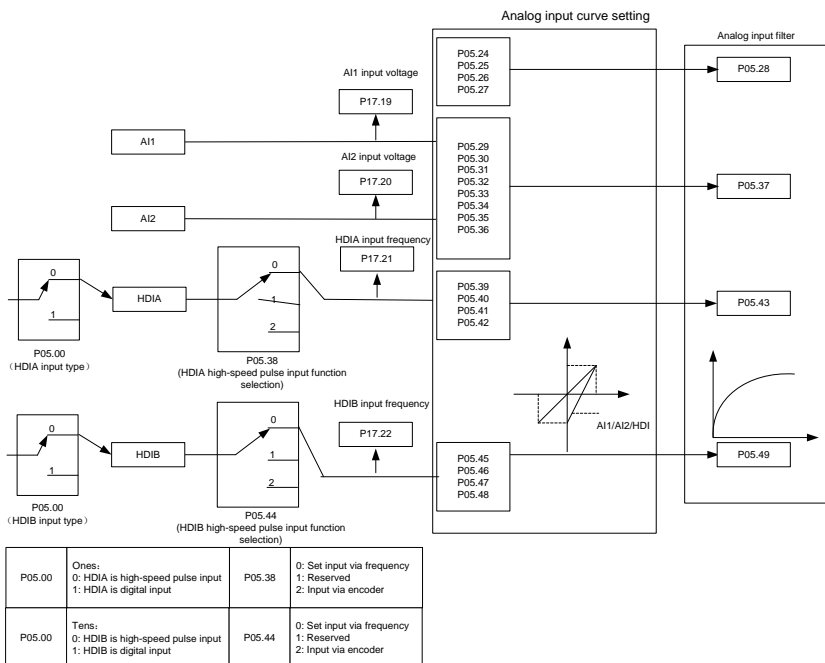 Analog input curve setting
Analog input filter
P05.24
P05.25
P05.26
P05.27
P05.28
AI1 input voltage
P17.19
AI1
P05.29
P05.30
P05.31
P05.32
P05.33
P05.34
P05.35
P05.36
P05.37
AI2 input voltage
P17.20
AI2
HDIA input frequency
P17.21
0
1
P05.00
（HDIA input type）
HDIA
0
1
2
P05.38
(HDIA high-speed pulse input function
selection)
P05.39
P05.40
P05.41
P05.42
P05.43
AI1/AI2/HDI
HDIB input frequency
P17.22
0
1
P05.00
（HDIB input type）
HDIB
0
1
2
P05.44
(HDIB high-speed pulse input function
selection)
P05.45
P05.46
P05.47
P05.48
P05.49
P05.00
Ones：
0: HDIA is high-speed pulse input
1: HDIA is digital input
P05.38
0: Set input via frequency
1: Reserved
2: Input via encoder
P05.00
Tens：
0: HDIB is high-speed pulse input
1: HDIB is digital input
P05.44
0: Set input via frequency
1: Reserved
2: Input via encoder